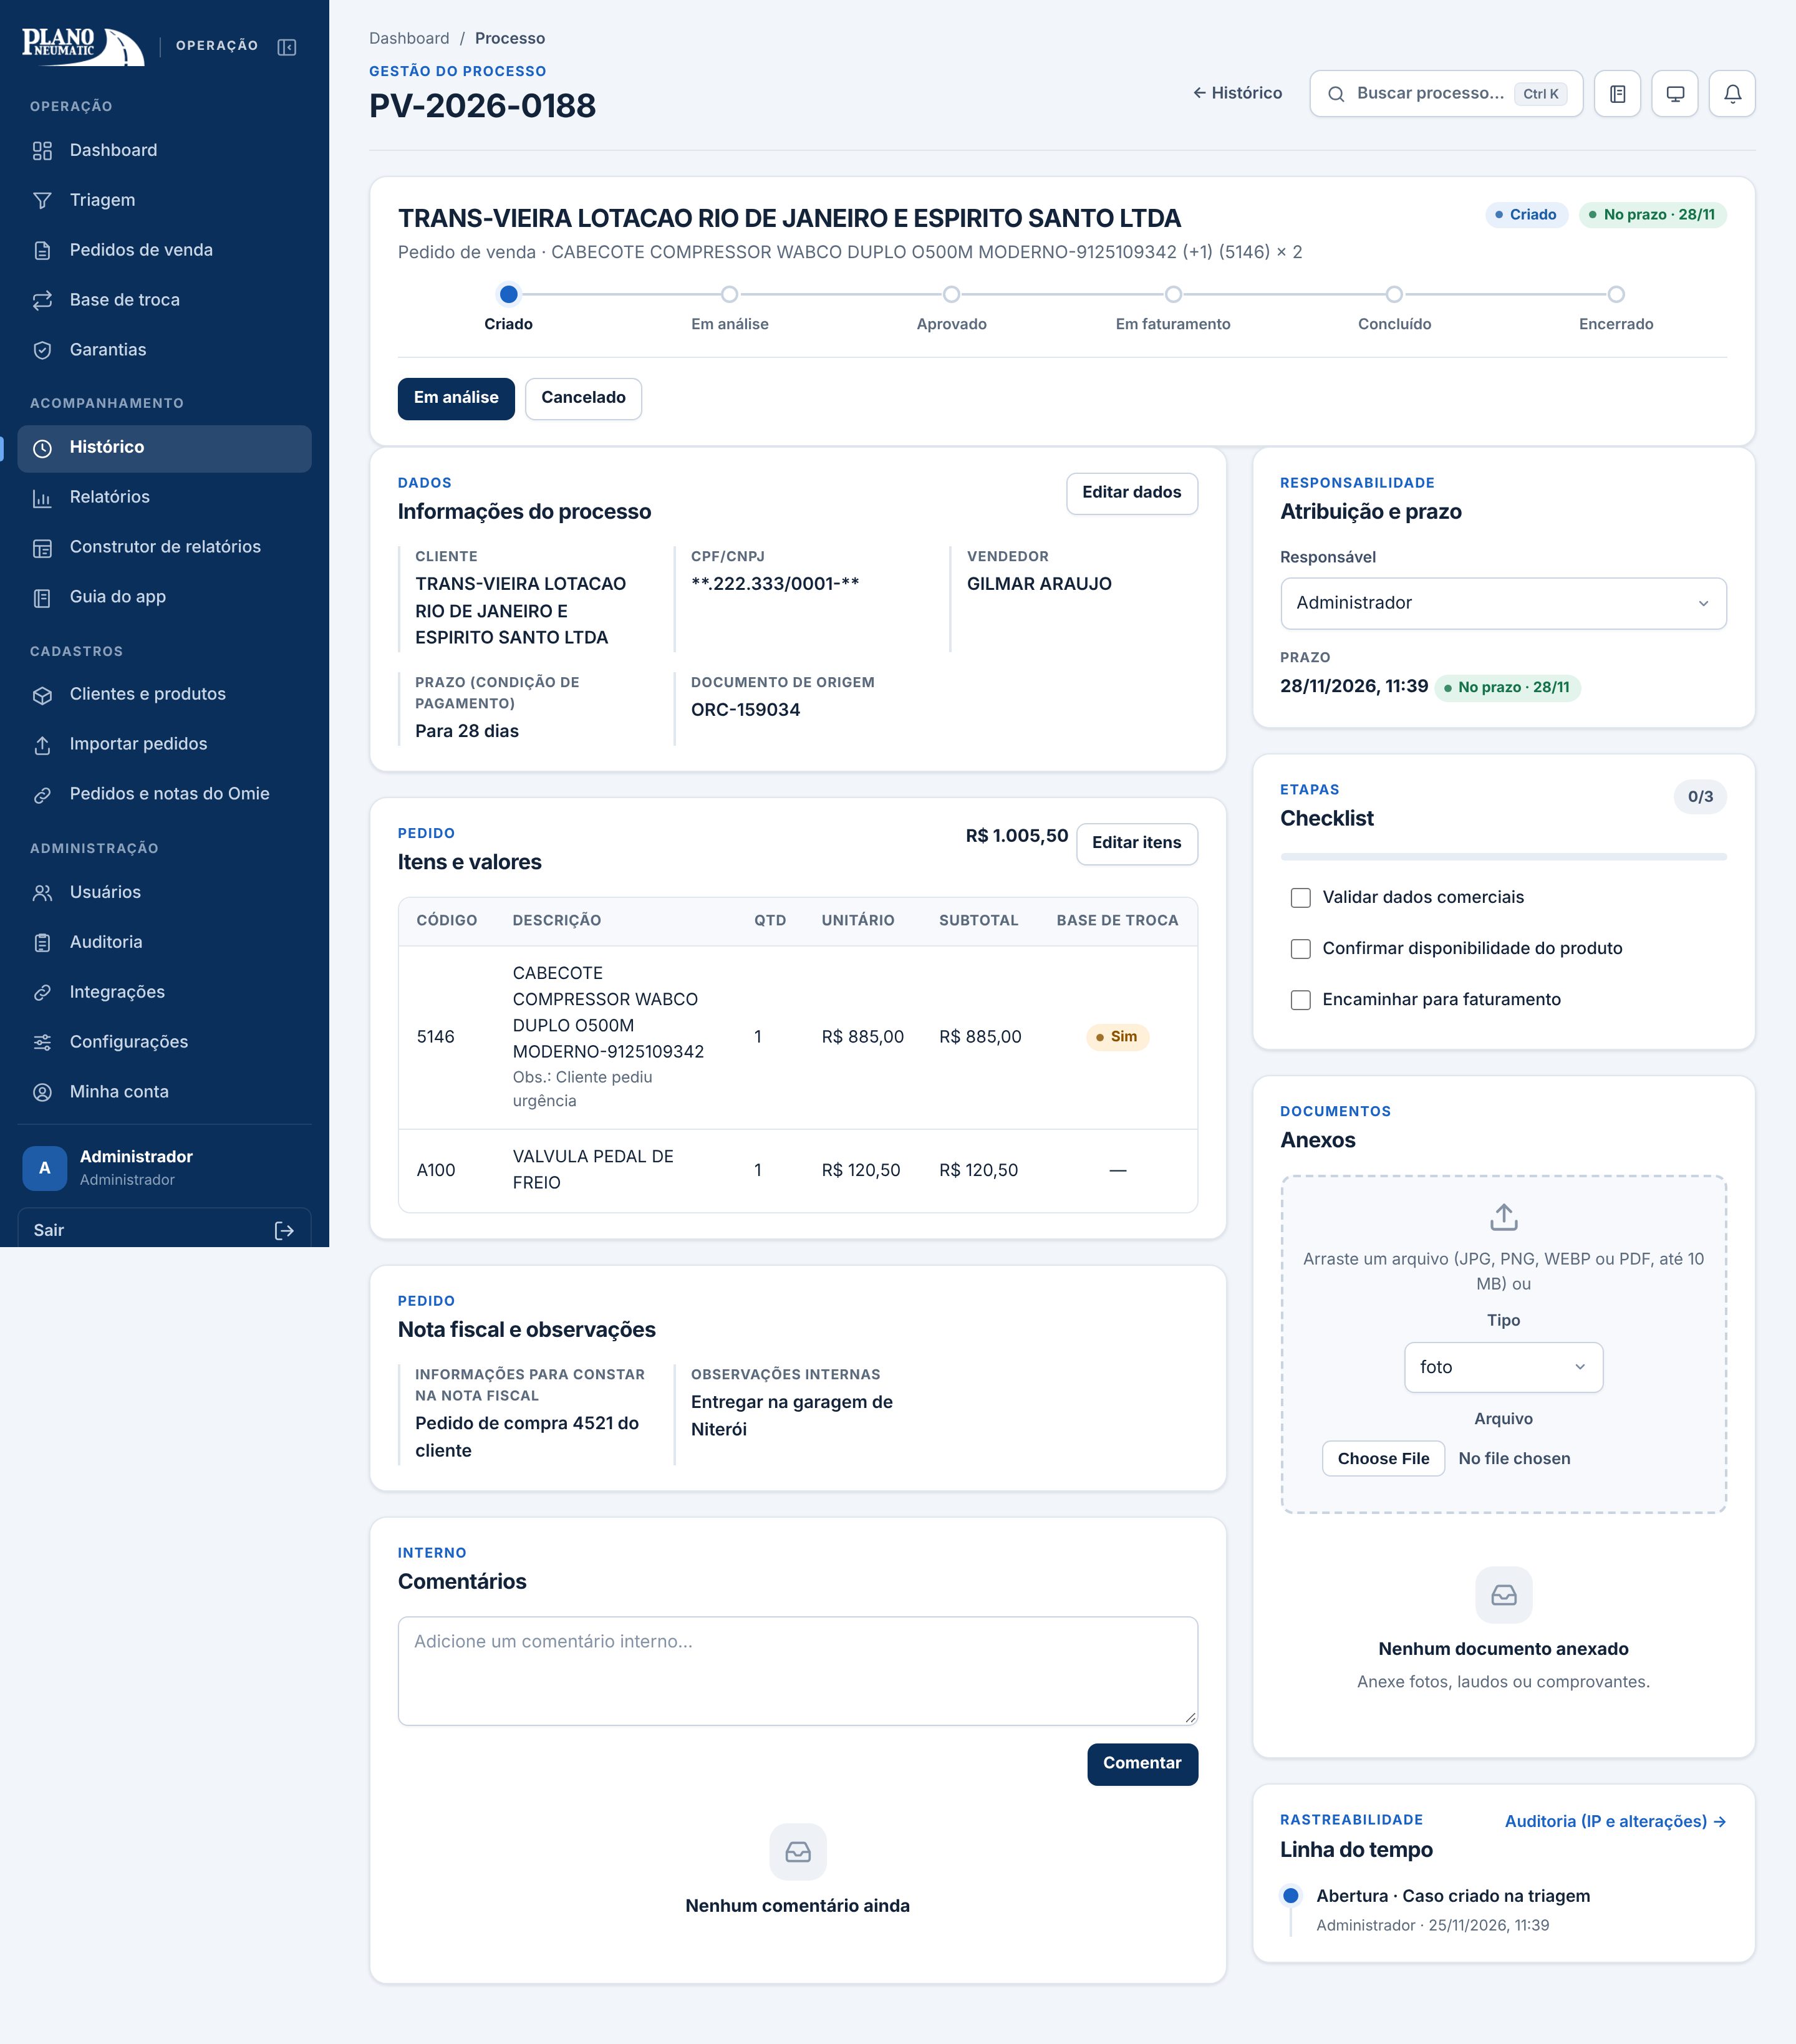 PLANO
NEUMATIC
OPERAÇÃO
OPERAÇÃO
Dashboard
Triagem
Pedidos de venda
Base de troca
Garantias
ACOMPANHAMENTO
Histórico
Relatórios
Construtor de relatórios
Guia do app
CADASTROS
Clientes e produtos
Importar pedidos
Pedidos e notas do Omie
ADMINISTRAÇÃO
Usuários
Auditoria
Integrações
Configurações
Minha conta
A
Administrador
Administrador
Sair
Dashboard / Processo
GESTÃO DO PROCESSO
PV-2026-0188
← Histórico
Buscar processo... Ctrl K
TRANS-VIEIRA LOTACAO RIO DE JANEIRO E ESPIRITO SANTO LTDA
Criado
No prazo · 28/11
Pedido de venda · CABECOTE COMPRESSOR WABCO DUPLO O500M MODERNO-9125109342 (+1) (5146) × 2
Criado
Em análise
Aprovado
Em faturamento
Concluído
Encerrado
Em análise
Cancelado
DADOS
Informações do processo
Editar dados
CLIENTE
TRANS-VIEIRA LOTACAO
RIO DE JANEIRO E
ESPIRITO SANTO LTDA
CPF/CNPJ
**.222.333/0001-**
VENDEDOR
GILMAR ARAUJO
PRAZO (CONDIÇÃO DE
PAGAMENTO)
Para 28 dias
DOCUMENTO DE ORIGEM
ORC-159034
PEDIDO
Itens e valores
R$ 1.005,50
Editar itens
CÓDIGO DESCRIÇÃO QTD UNITÁRIO SUBTOTAL BASE DE TROCA
CABECOTE
COMPRESSOR WABCO
DUPLO O500M
MODERNO-9125109342
Obs.: Cliente pediu
urgência
5146 1 R$ 885,00 R$ 885,00 Sim
VALVULA PEDAL DE
FREIO
A100 1 R$ 120,50 R$ 120,50 —
PEDIDO
Nota fiscal e observações
INFORMAÇÕES PARA CONSTAR
NA NOTA FISCAL
Pedido de compra 4521 do
cliente
OBSERVAÇÕES INTERNAS
Entregar na garagem de
Niterói
INTERNO
Comentários
Adicione um comentário interno...
Comentar
Nenhum comentário ainda
RESPONSABILIDADE
Atribuição e prazo
Responsável
Administrador
PRAZO
28/11/2026, 11:39 No prazo · 28/11
ETAPAS
Checklist
0/3
Validar dados comerciais
Confirmar disponibilidade do produto
Encaminhar para faturamento
DOCUMENTOS
Anexos
Arraste um arquivo (JPG, PNG, WEBP ou PDF, até 10
MB) ou
Tipo
foto
Arquivo
Choose File No file chosen
Nenhum documento anexado
Anexe fotos, laudos ou comprovantes.
RASTREABILIDADE
Linha do tempo
Auditoria (IP e alterações) →
Abertura · Caso criado na triagem
Administrador · 25/11/2026, 11:39